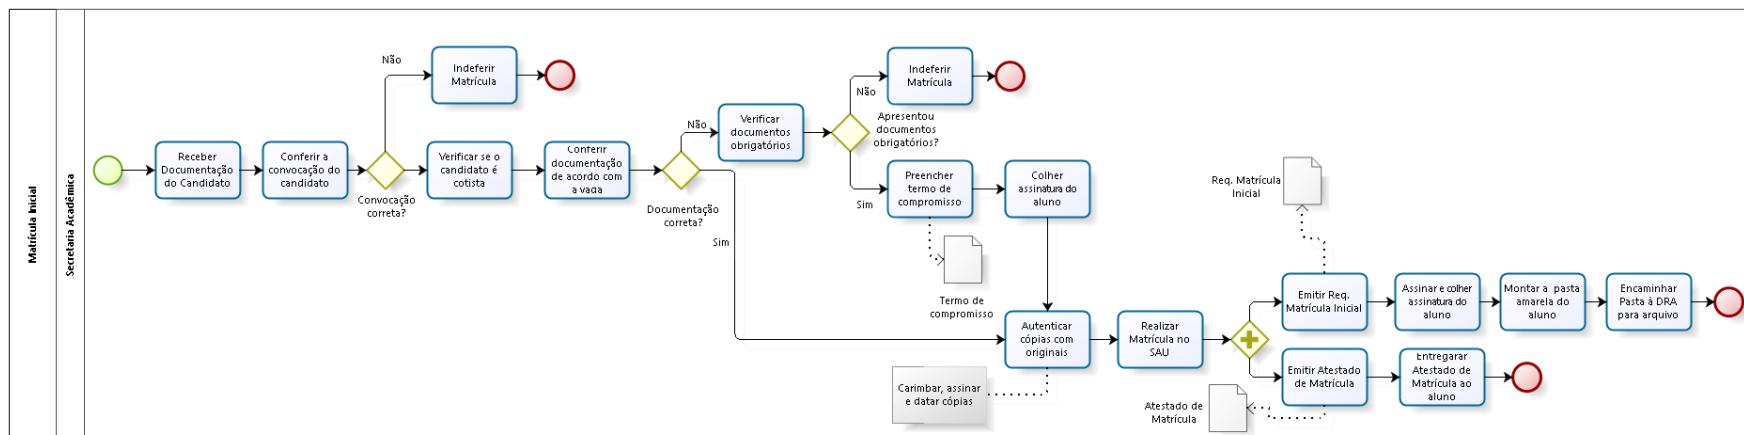 Matrícula Inicial
Secretaria Acadêmica
Receber
Documentação
do Candidato
Conferir a
convocação do
candidato
Convocação
correta?
Não
Indeferir
Matrícula
Verificar se o
candidato é
cotista
Conferir
documentação
de acordo com
a vaga
Documentação
correta?
Não
Sim
Verificar
documentos
obrigatórios
Apresentou
documentos
obrigatórios?
Não
Indeferir
Matrícula
Sim
Preencher
termo de
compromisso
Termo de
compromisso
Colher
assinatura do
aluno
Autenticar
cópias com
originais
Carimbar, assinar
e datar cópias
Realizar
Matrícula no
SAU
Req. Matrícula
Inicial
Emitir Req.
Matrícula Inicial
Assinar e colher
assinatura do
aluno
Montar a pasta
amarela do
aluno
Encaminhar
Pasta à DRA
para arquivo
Emitir Atestado
de Matrícula
Atestado de
Matrícula
Entregarar
Atestado de
Matrícula ao
aluno